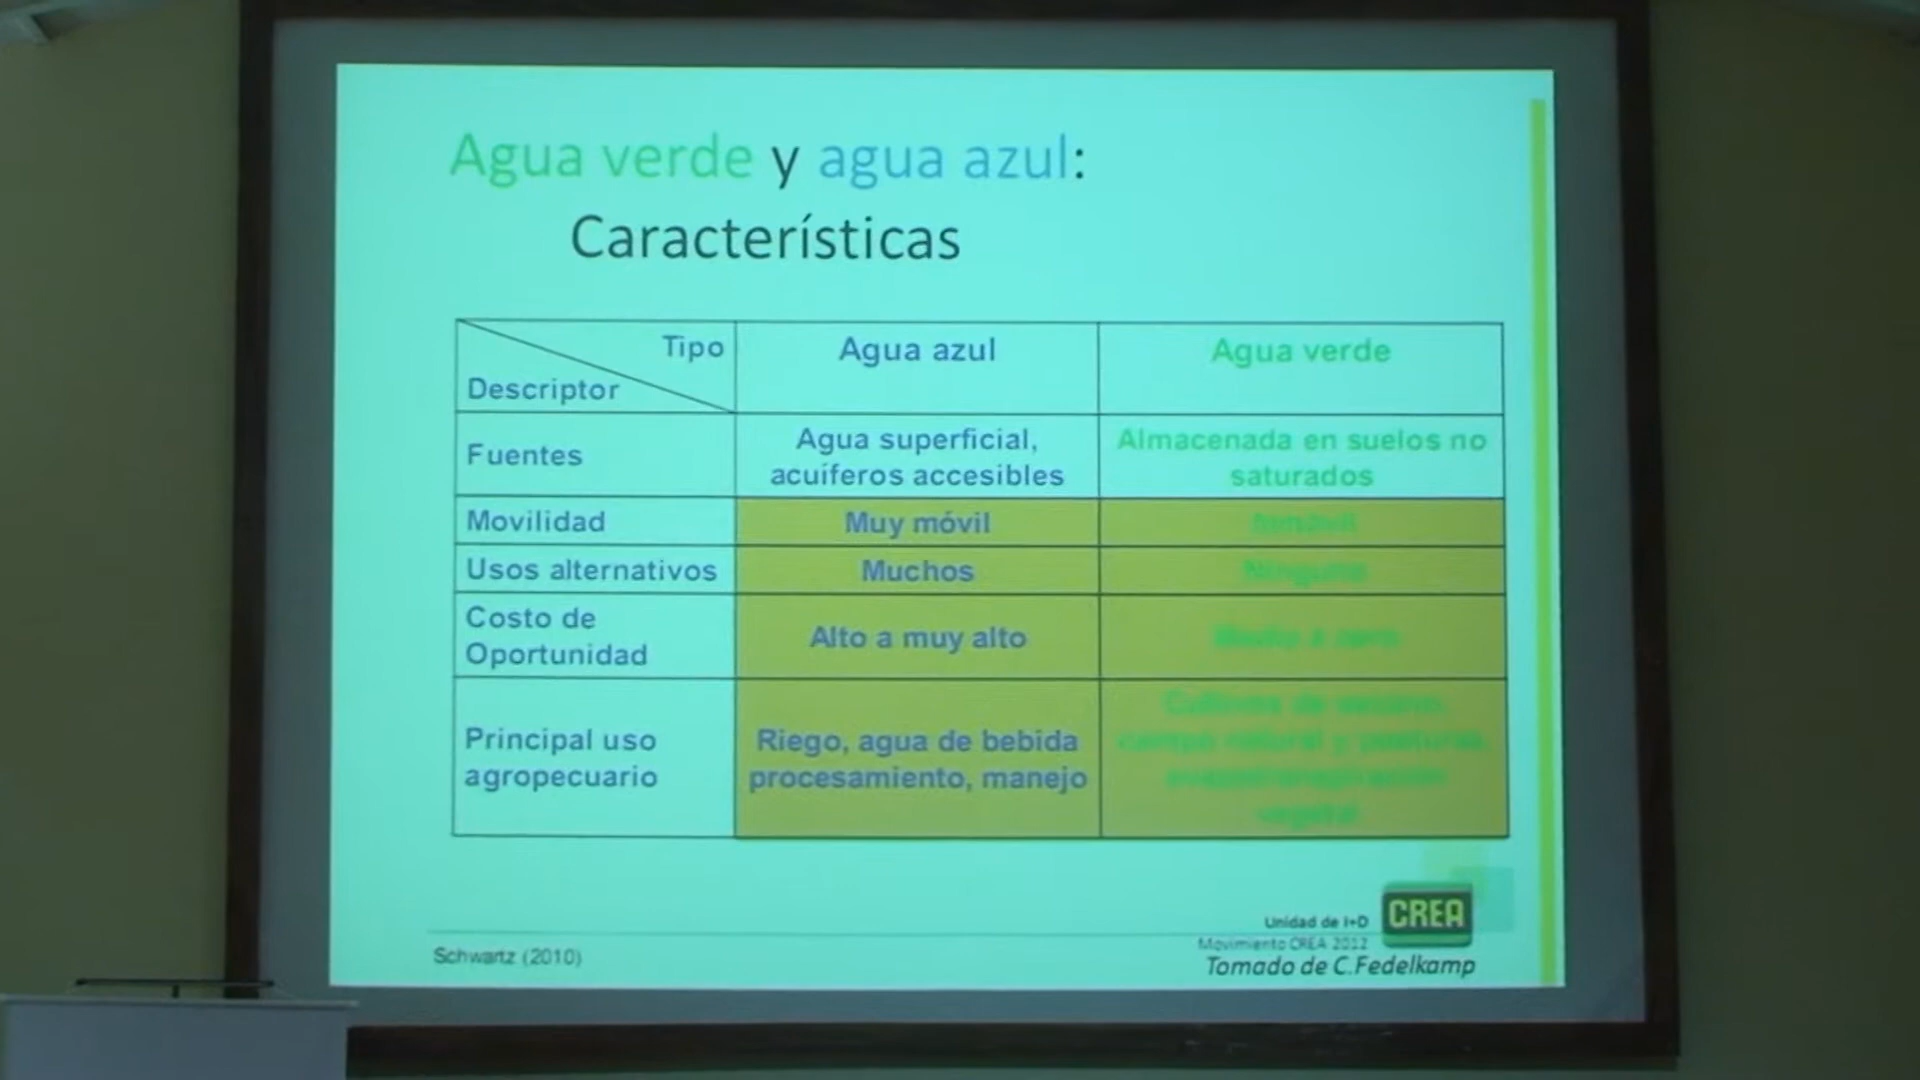 Agua verde y agua azul:
Características
Tipo
Descriptor
Agua azul
Agua verde
Fuentes
Agua superficial,
acuíferos accesibles
Almacenada en suelos no
saturados
Movilidad
Muy móvil
Usos alternativos
Muchos
Costo de
Oportunidad
Alto a muy alto
Principal uso
agropecuario
Riego, agua de bebida
procesamiento, manejo
vegetal
Schwartz (2010)
Unidad de I+D
Movimiento CREA 2012
CREA
Tomado de C.Fedelkamp